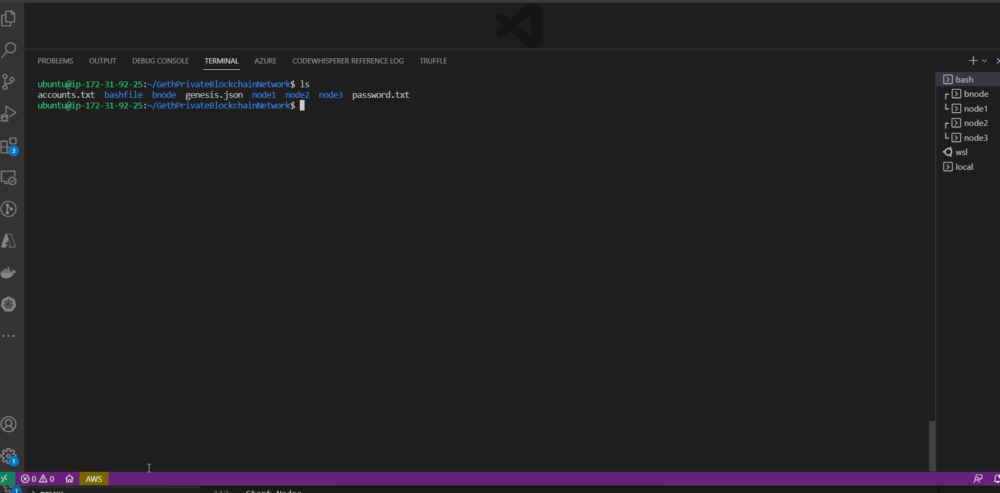 PROBLEMS OUTPUT DEBUG CONSOLE TERMINAL AZURE CODEWHISPERER REFERENCE LOG TRUFFLE
ubuntu@ip-172-31-92-25:~/GethPrivateBlockchainNetwork$ ls
accounts.txt bashfile bnode genesis.json node1 node2 node3 password.txt
ubuntu@ip-172-31-92-25:~/GethPrivateBlockchainNetwork$
bash
bnode
node1
node2
node3
wsl
local
3
1
0 0 AWS
1
112 Start Nodes